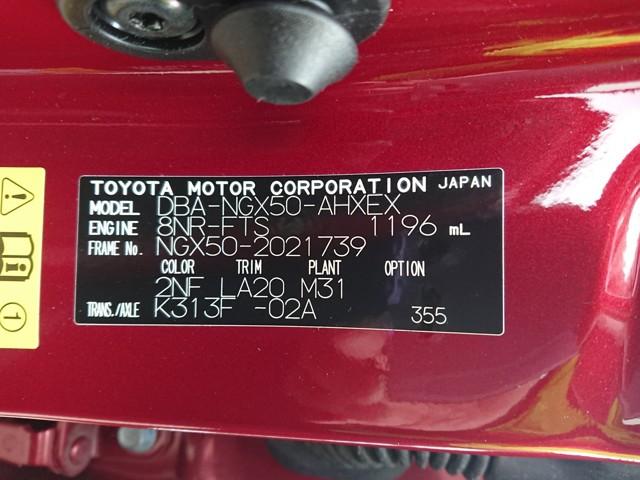 TOYOTA MOTOR CORPORATION JAPAN
MODEL DBA-NGX50-AHXEX
ENGINE 8NR-FTS 1196 mL
FRAME No. NGX50-2021739
COLOR TRIM PLANT OPTION
2NF LA20 M31
TRANS./AXLE K313F -02A 355
1